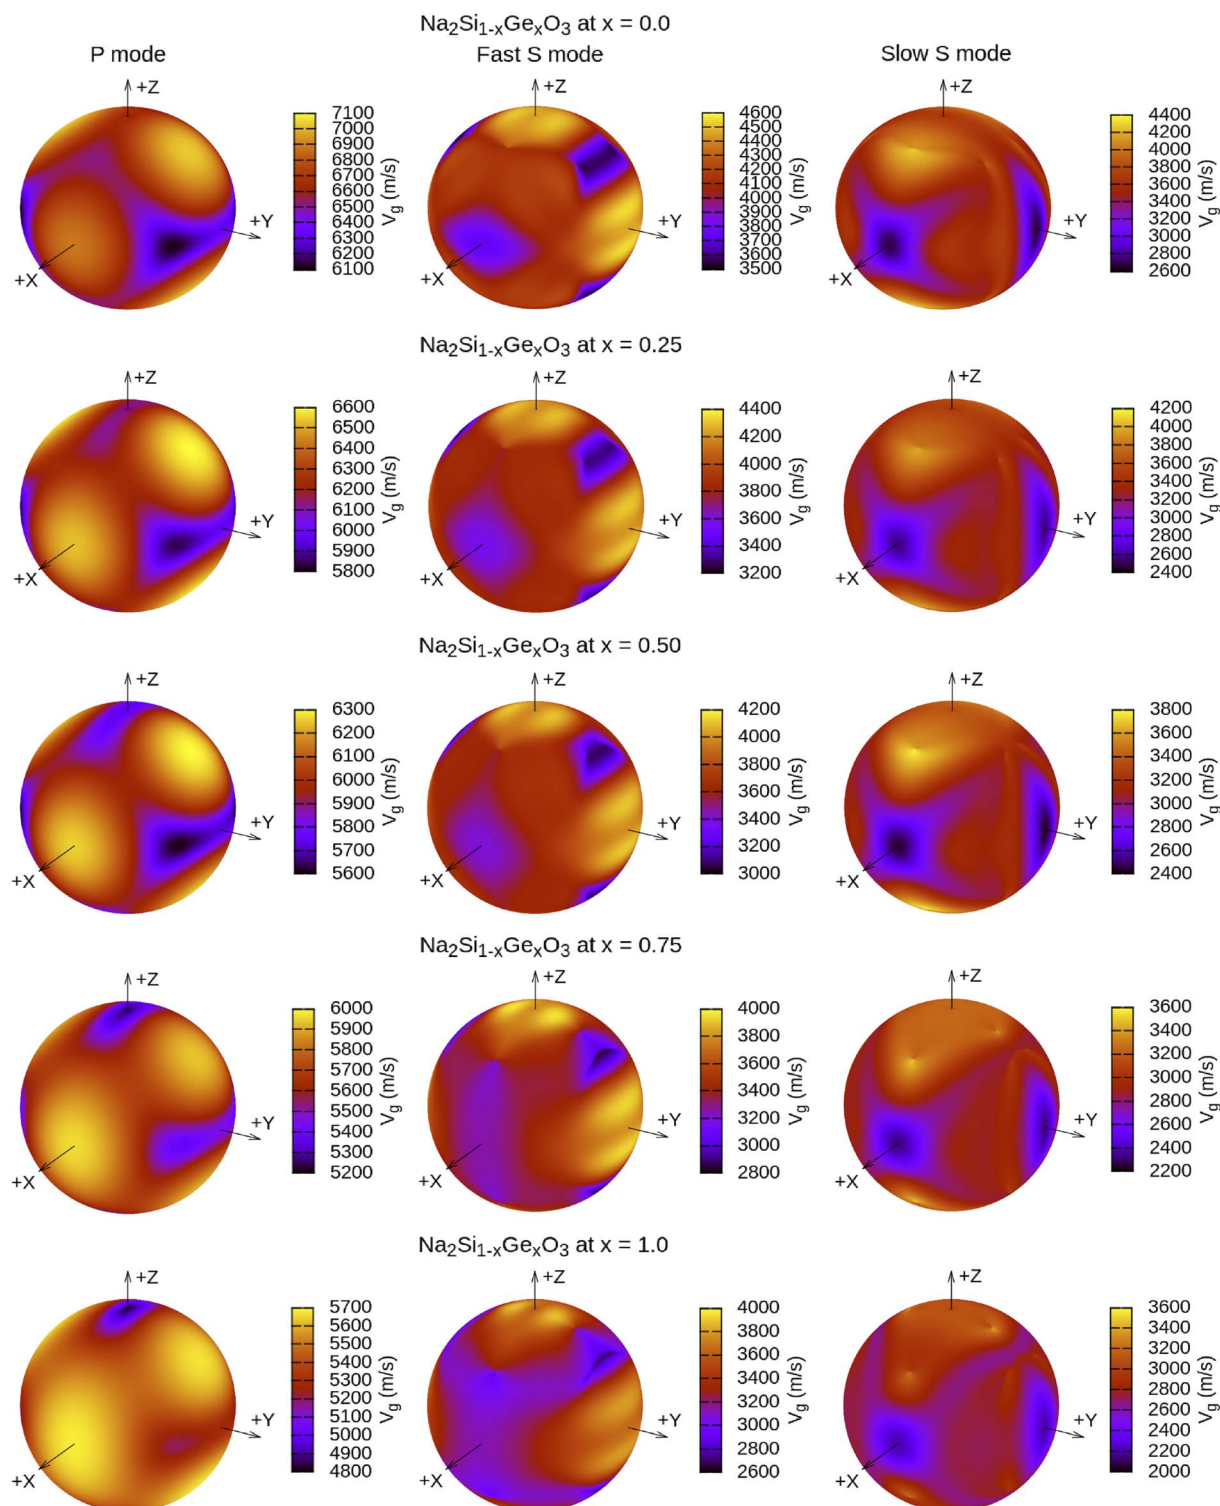 Na2Si1-xGexO3 at x = 0.0
P mode
Fast S mode
Slow S mode
+Z
+Y
+X
7100
7000
6900
6800
6700
6600
6500
6400
6300
6200
6100
Vg (m/s)
+Z
+Y
+X
4600
4500
4400
4300
4200
4100
4000
3900
3800
3700
3600
3500
Vg (m/s)
+Z
+Y
+X
4400
4200
4000
3800
3600
3400
3200
3000
2800
2600
Vg (m/s)
Na2Si1-xGexO3 at x = 0.25
+Z
+Y
+X
6600
6500
6400
6300
6200
6100
6000
5900
5800
Vg (m/s)
+Z
+Y
+X
4400
4200
4000
3800
3600
3400
3200
Vg (m/s)
+Z
+Y
+X
4200
4000
3800
3600
3400
3200
3000
2800
2600
2400
Vg (m/s)
Na2Si1-xGexO3 at x = 0.50
+Z
+Y
+X
6300
6200
6100
6000
5900
5800
5700
5600
Vg (m/s)
+Z
+Y
+X
4200
4000
3800
3600
3400
3200
3000
Vg (m/s)
+Z
+Y
+X
3800
3600
3400
3200
3000
2800
2600
2400
Vg (m/s)
Na2Si1-xGexO3 at x = 0.75
+Z
+Y
+X
6000
5900
5800
5700
5600
5500
5400
5300
5200
Vg (m/s)
+Z
+Y
+X
4000
3800
3600
3400
3200
3000
2800
Vg (m/s)
+Z
+Y
+X
3600
3400
3200
3000
2800
2600
2400
2200
Vg (m/s)
Na2Si1-xGexO3 at x = 1.0
+Z
+Y
+X
5700
5600
5500
5400
5300
5200
5100
5000
4900
4800
Vg (m/s)
+Z
+Y
+X
4000
3800
3600
3400
3200
3000
2800
2600
Vg (m/s)
+Z
+Y
+X
3600
3400
3200
3000
2800
2600
2400
2200
2000
Vg (m/s)